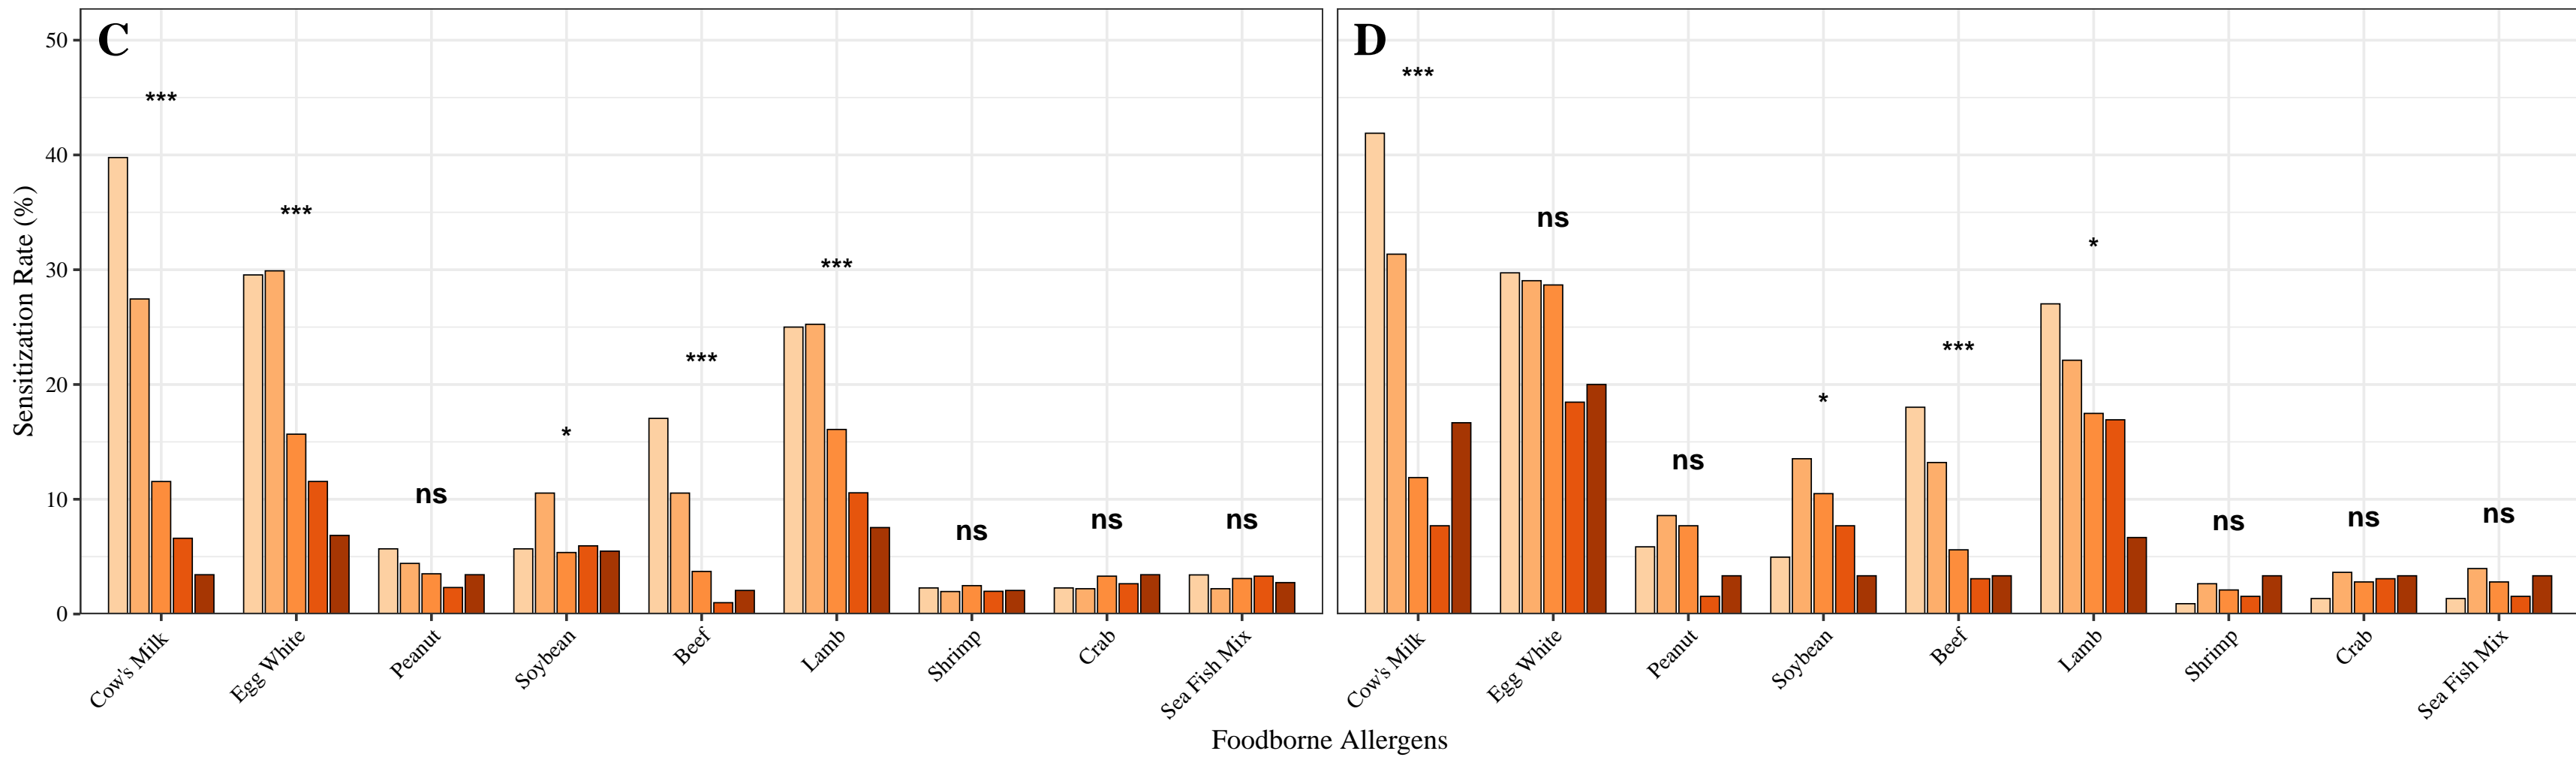 C
D
Sensitization Rate (%)
50
40
30
20
10
0
***
***
ns
*
***
***
ns
ns
ns
***
ns
ns
*
***
*
ns
ns
ns
Cow's Milk
Egg White
Peanut
Soybean
Beef
Lamb
Shrimp
Crab
Sea Fish Mix
Cow's Milk
Egg White
Peanut
Soybean
Beef
Lamb
Shrimp
Crab
Sea Fish Mix
Foodborne Allergens